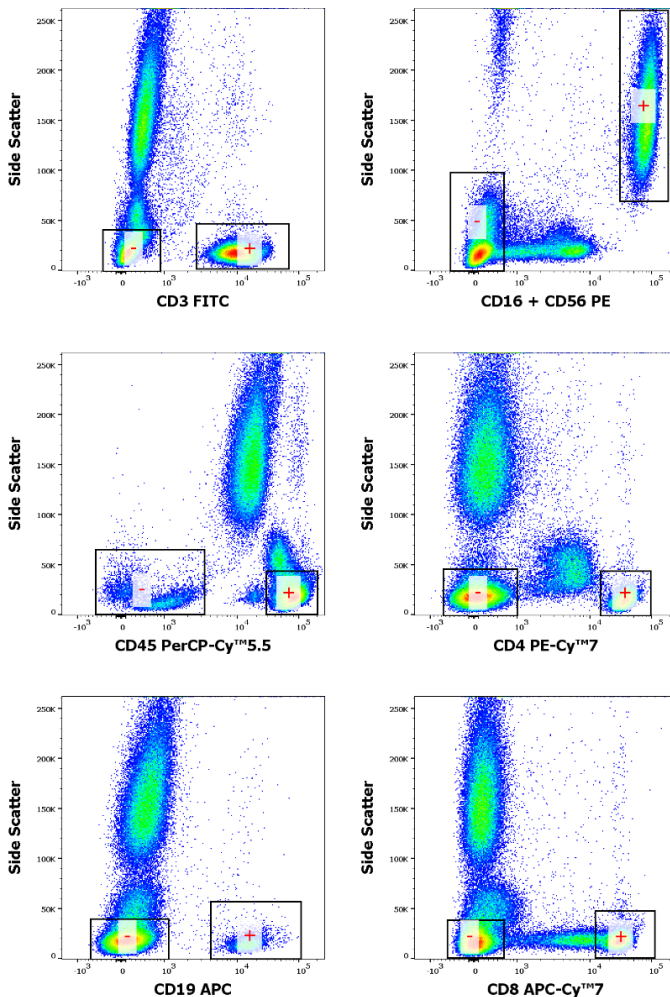 Side Scatter
250K
200K
150K
100K
50K
0
-
+
-10³ 0 10³ 10⁴ 10⁵
CD3 FITC
Side Scatter
250K
200K
150K
100K
50K
0
+
-
-10³ 0 10³ 10⁴ 10⁵
CD16 + CD56 PE
Side Scatter
250K
200K
150K
100K
50K
0
-
+
-10³ 0 10³ 10⁴ 10⁵
CD45 PerCP-Cy™5.5
Side Scatter
250K
200K
150K
100K
50K
0
-
+
-10³ 0 10³ 10⁴ 10⁵
CD4 PE-Cy™7
Side Scatter
250K
200K
150K
100K
50K
0
-
+
-10³ 0 10³ 10⁴ 10⁵
CD19 APC
Side Scatter
250K
200K
150K
100K
50K
0
-
+
-10³ 0 10³ 10⁴ 10⁵
CD8 APC-Cy™7